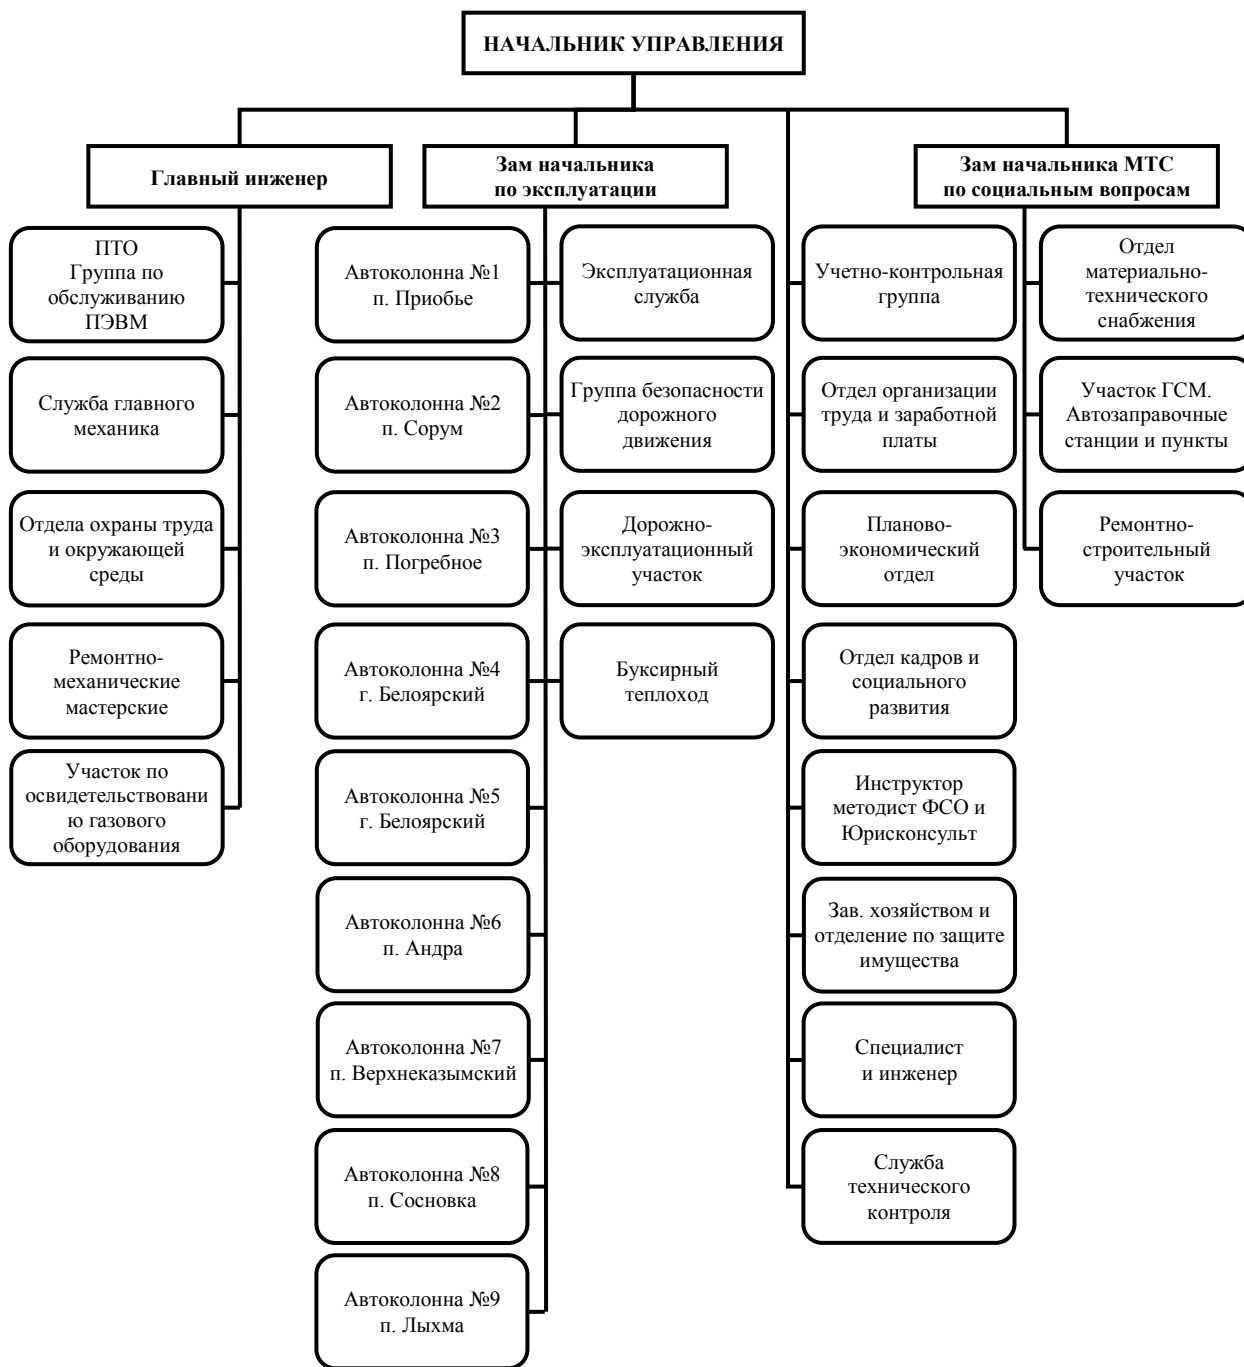 НАЧАЛЬНИК УПРАВЛЕНИЯ
Главный инженер
Зам начальника
по эксплуатации
Зам начальника МТС
по социальным вопросам
ПТО
Группа по
обслуживанию
ПЭВМ
Служба главного
механика
Отдела охраны труда
и окружающей
среды
Ремонтно-
механические
мастерские
Участок по
освидетельствовани
ю газового
оборудования
Автоколонна №1
п. Приобье
Автоколонна №2
п. Сорум
Автоколонна №3
п. Погребное
Автоколонна №4
г. Белоярский
Автоколонна №5
г. Белоярский
Автоколонна №6
п. Андра
Автоколонна №7
п. Верхнеказымский
Автоколонна №8
п. Сосновка
Автоколонна №9
п. Лыхма
Эксплуатационная
служба
Группа безопасности
дорожного
движения
Дорожно-
эксплуатационный
участок
Буксирный
теплоход
Учетно-контрольная
группа
Отдел организации
труда и заработной
платы
Планово-
экономический
отдел
Отдел кадров и
социального
развития
Инструктор
методист ФСО и
Юрисконсульт
Зав. хозяйством и
отделение по защите
имущества
Специалист
и инженер
Служба
технического
контроля
Отдел
материально-
технического
снабжения
Участок ГСМ.
Автозаправочные
станции и пункты
Ремонтно-
строительный
участок